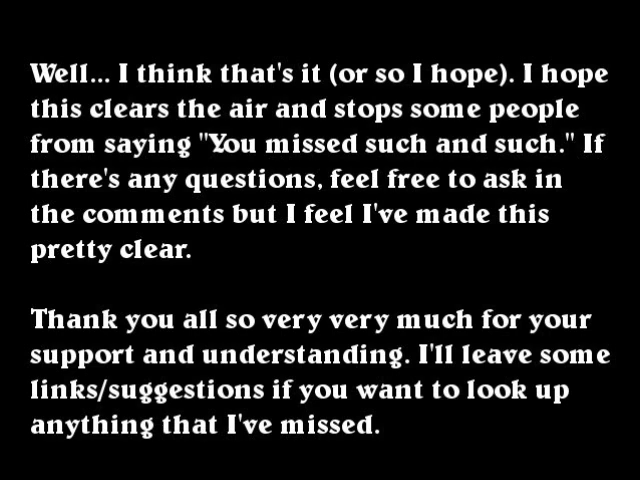 Well... I think that's it (or so I hope). I hope
this clears the air and stops some people
from saying "You missed such and such." If
there's any questions, feel free to ask in
the comments but I feel I've made this
pretty clear.
Thank you all so very very much for your
support and understanding. I'll leave some
links/suggestions if you want to look up
anything that I've missed.